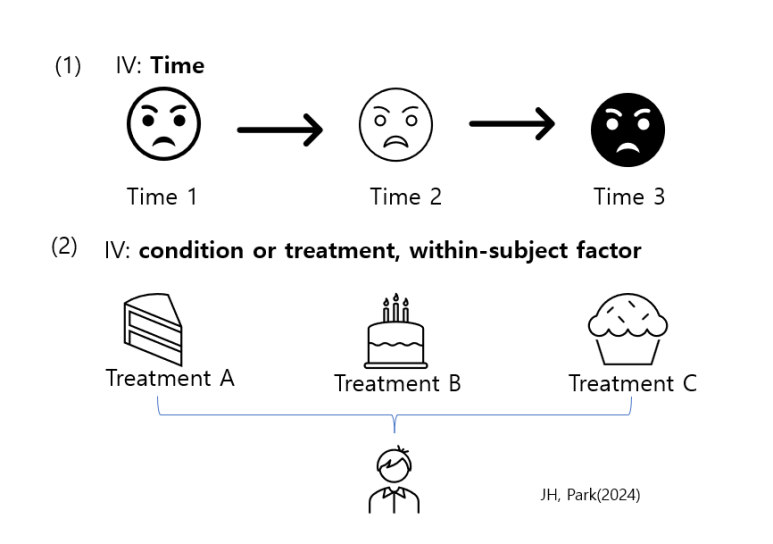 (1) IV: Time
Time 1 Time 2 Time 3
(2) IV: condition or treatment, within-subject factor
Treatment A Treatment B Treatment C
JH, Park(2024)